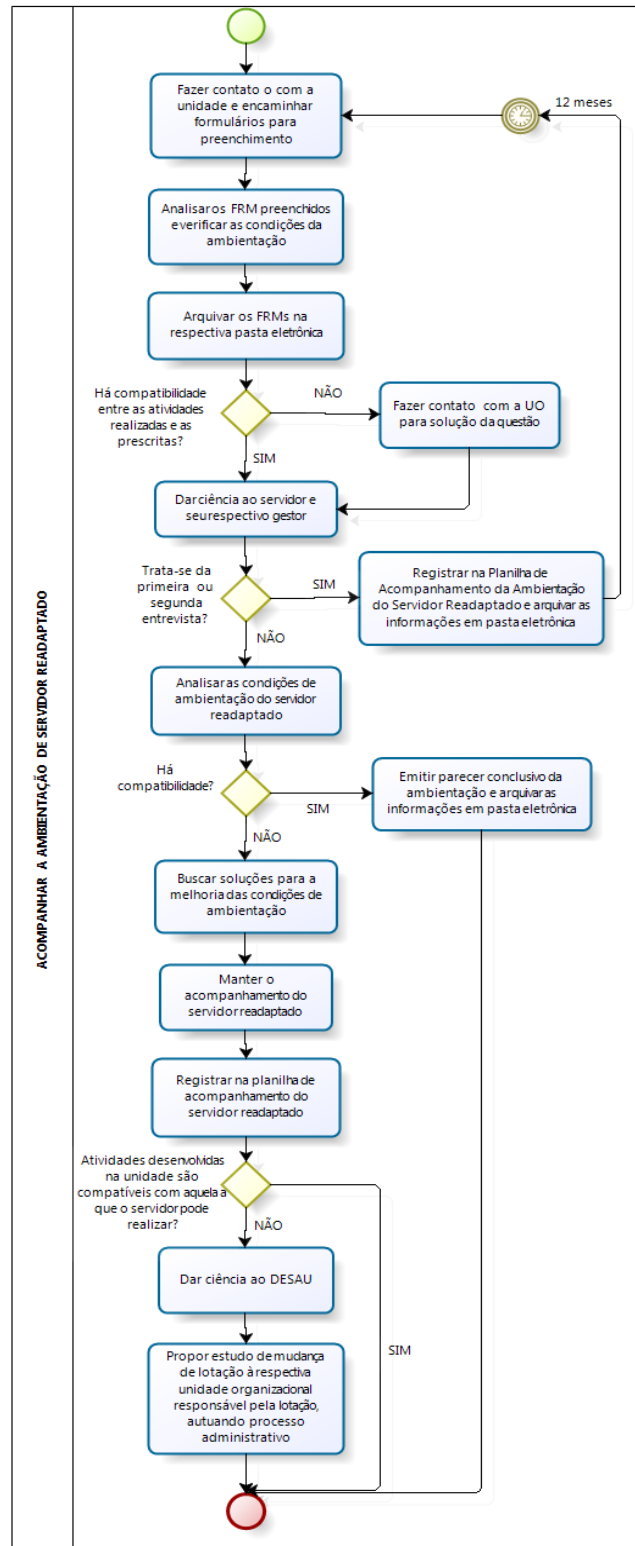 ACOMPANHAR A AMBIENTAÇÃO DE SERVIDOR READAPTADO
Fazer contato o com a
unidade e encaminhar
formulários para
preenchimento
12 meses
Analisar os FRM preenchidos
e verificar as condições da
ambientação
Arquivar os FRMs na
respectiva pasta eletrônica
Há compatibilidade
entre as atividades
realizadas e as
prescritas?
NÃO
Fazer contato com a UO
para solução da questão
SIM
Dar ciência ao servidor e
seu respectivo gestor
Trata-se da
primeira ou
segunda
entrevista?
SIM
Registrar na Planilha de
Acompanhamento da Ambientação
do Servidor Readaptado e arquivar as
informações em pasta eletrônica
NÃO
Analisar as condições de
ambientação do servidor
readaptado
Há
compatibilidade?
SIM
Emitir parecer conclusivo da
ambientação e arquivar as
informações em pasta eletrônica
NÃO
Buscar soluções para a
melhoria das condições de
ambientação
Manter o
acompanhamento do
servidor readaptado
Registrar na planilha de
acompanhamento do
servidor readaptado
Atividades desenvolvidas
na unidade são
compatíveis com aquela a
que o servidor pode
realizar?
NÃO
Dar ciência ao DESAU
SIM
Propor estudo de mudança
de lotação à respectiva
unidade organizacional
responsável pela lotação,
autuando processo
administrativo